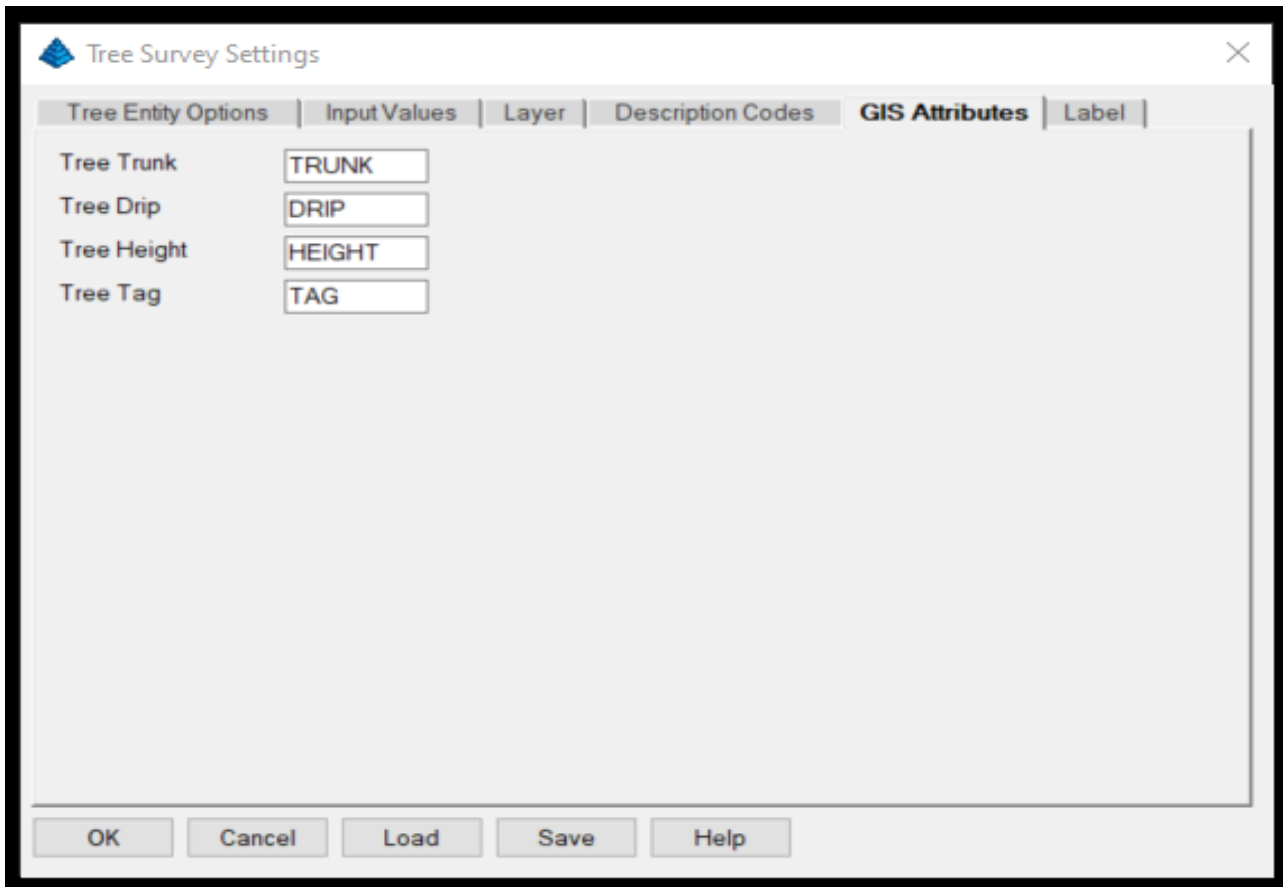 Tree Survey Settings
Tree Entity Options Input Values Layer Description Codes GIS Attributes Label
Tree Trunk TRUNK
Tree Drip DRIP
Tree Height HEIGHT
Tree Tag TAG
OK Cancel Load Save Help